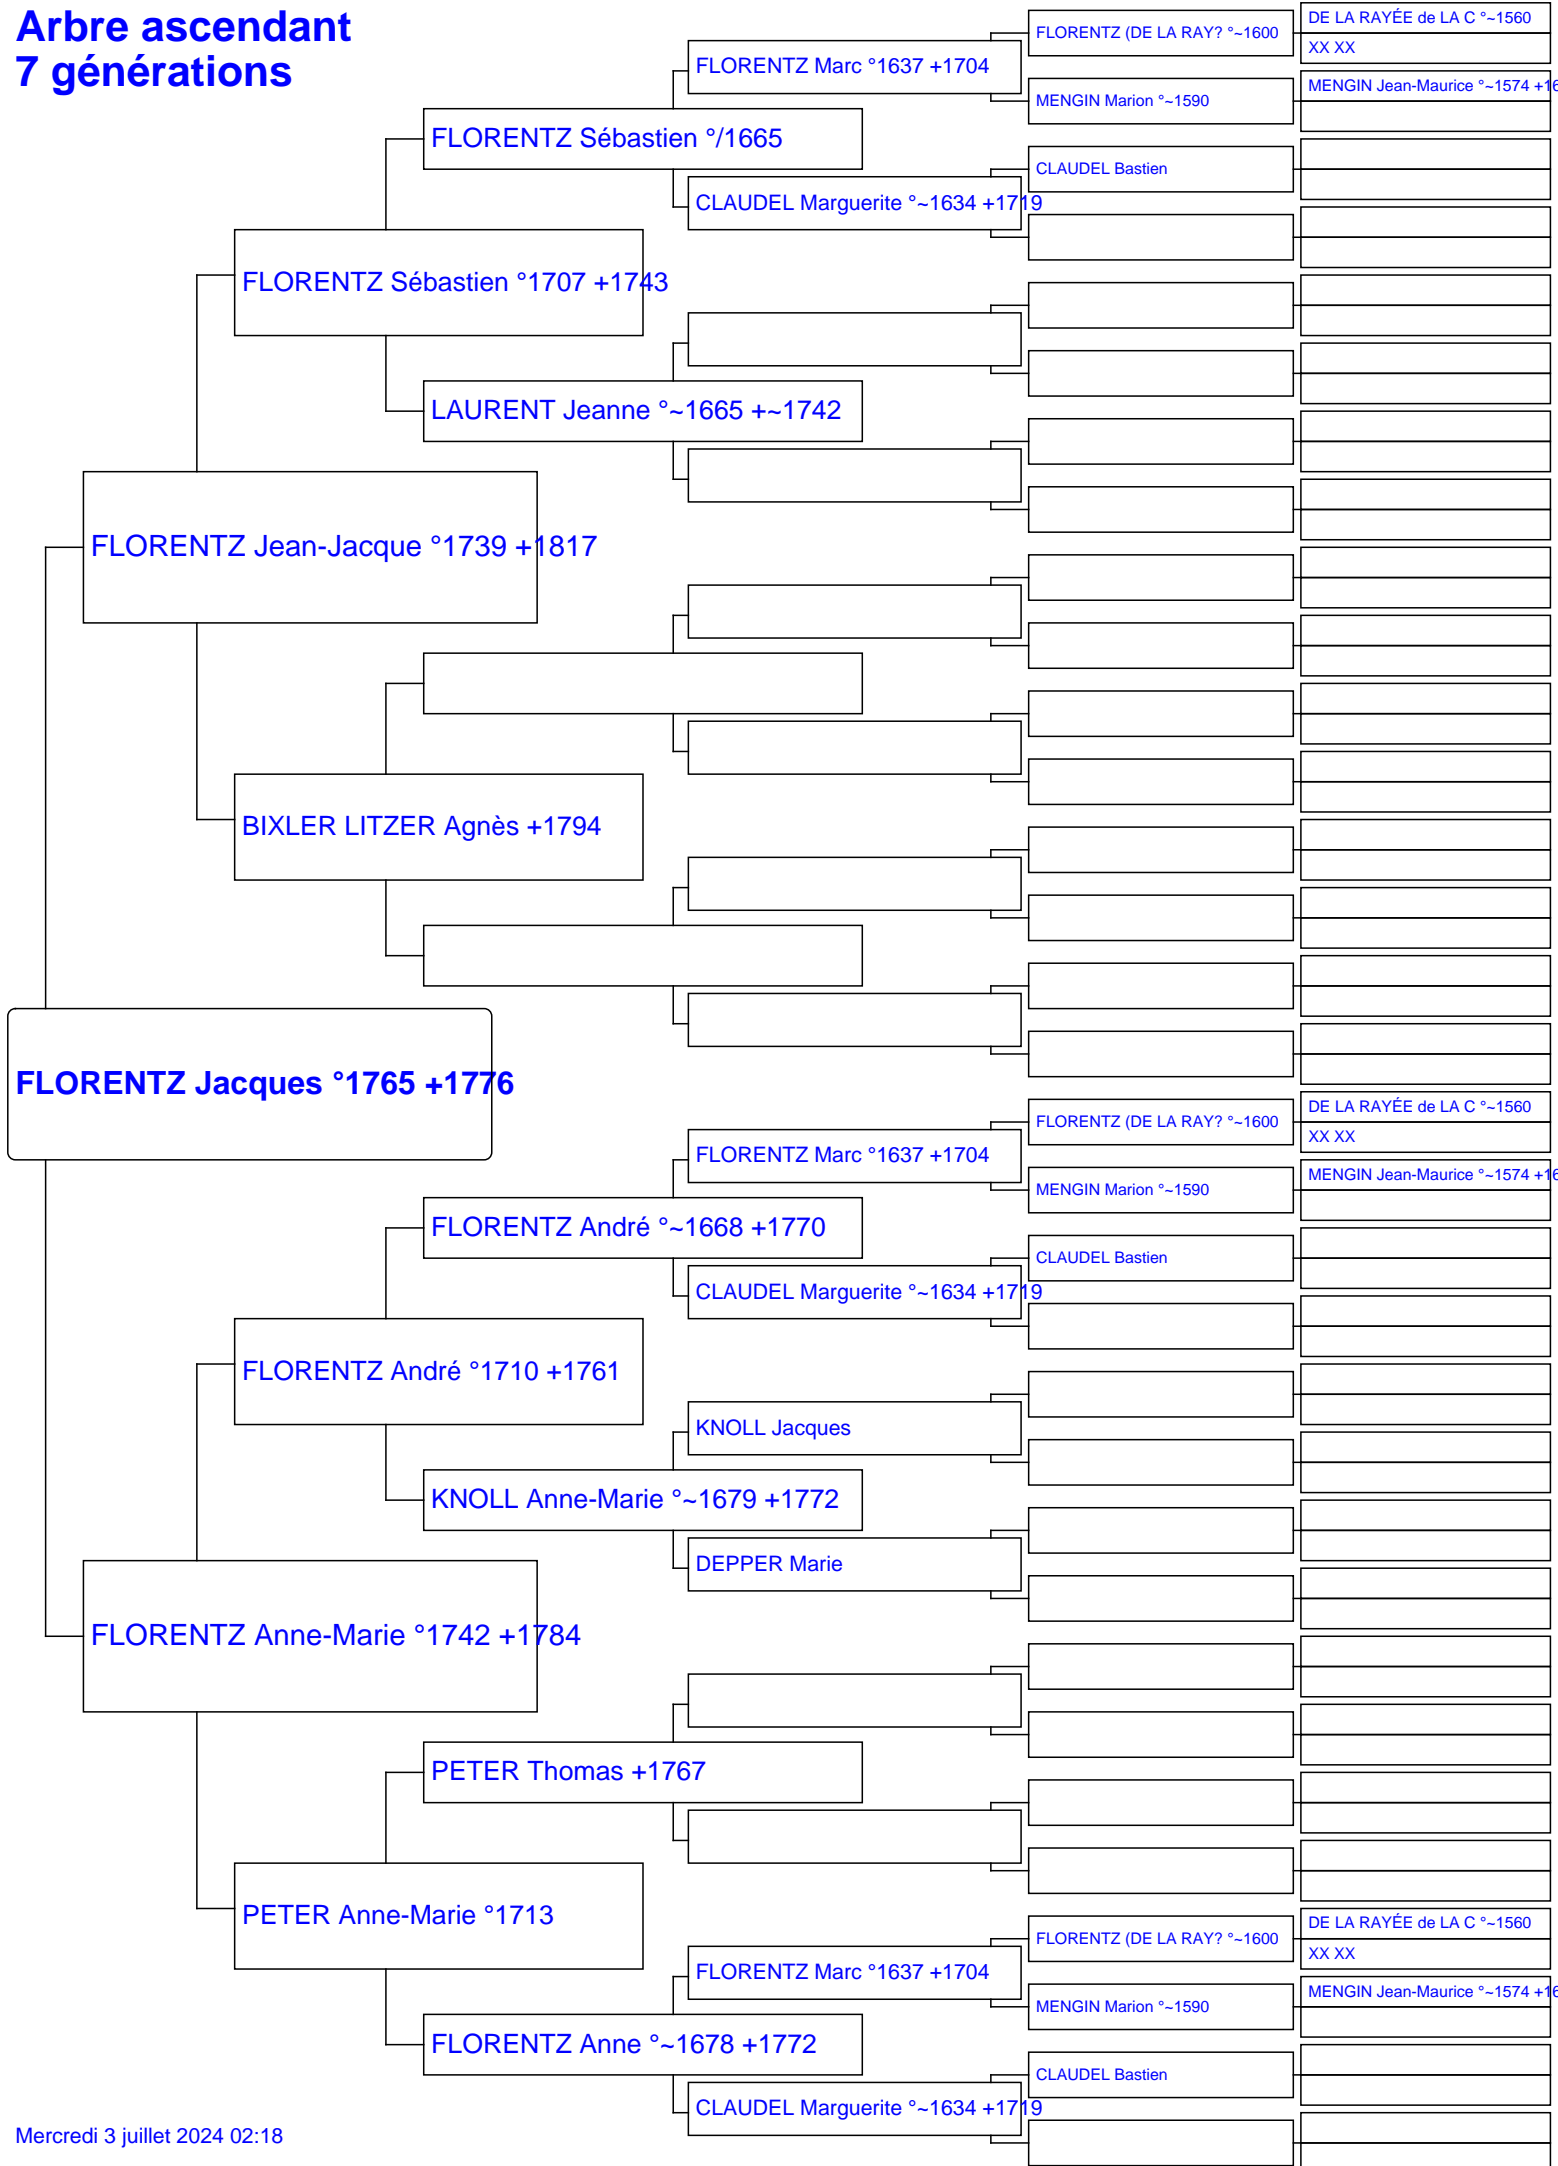 Arbre ascendant
7 générations
FLORENTZ (DE LA RAY? °~1600
DE LA RAYÉE de LA C °~1560
XX XX
FLORENTZ Marc °1637 +1704
MENGIN Marion °~1590
MENGIN Jean-Maurice °~1574 +16
FLORENTZ Sébastien °/1665
CLAUDEL Bastien
CLAUDEL Marguerite °~1634 +1719
FLORENTZ Sébastien °1707 +1743
LAURENT Jeanne °~1665 +~1742
FLORENTZ Jean-Jacque °1739 +1817
BIXLER LITZER Agnès +1794
FLORENTZ Jacques °1765 +1776
FLORENTZ (DE LA RAY? °~1600
DE LA RAYÉE de LA C °~1560
XX XX
FLORENTZ Marc °1637 +1704
MENGIN Marion °~1590
MENGIN Jean-Maurice °~1574 +16
FLORENTZ André °~1668 +1770
CLAUDEL Bastien
CLAUDEL Marguerite °~1634 +1719
FLORENTZ André °1710 +1761
KNOLL Jacques
KNOLL Anne-Marie °~1679 +1772
DEPPER Marie
FLORENTZ Anne-Marie °1742 +1784
PETER Thomas +1767
PETER Anne-Marie °1713
FLORENTZ (DE LA RAY? °~1600
DE LA RAYÉE de LA C °~1560
XX XX
FLORENTZ Marc °1637 +1704
MENGIN Marion °~1590
MENGIN Jean-Maurice °~1574 +16
FLORENTZ Anne °~1678 +1772
CLAUDEL Bastien
CLAUDEL Marguerite °~1634 +1719
Mercredi 3 juillet 2024 02:18